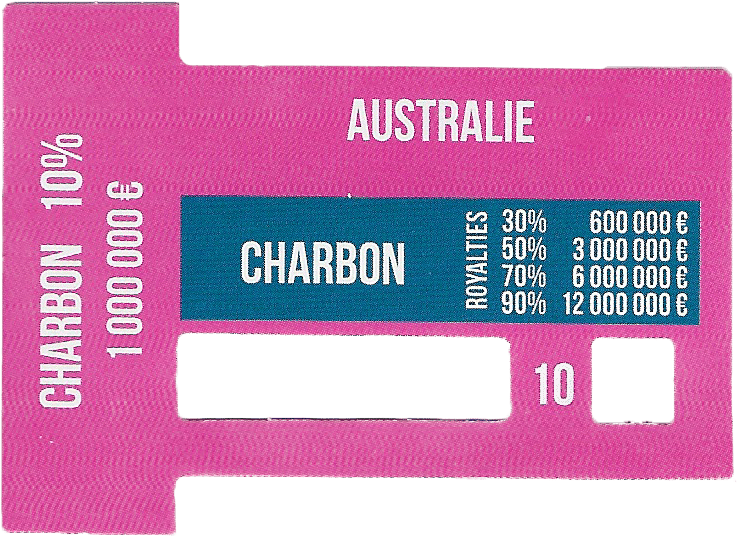 CHARBON 10%
1 000 000 €
AUSTRALIE
CHARBON
ROYALTIES
30% 600 000 €
50% 3 000 000 €
70% 6 000 000 €
90% 12 000 000 €
10